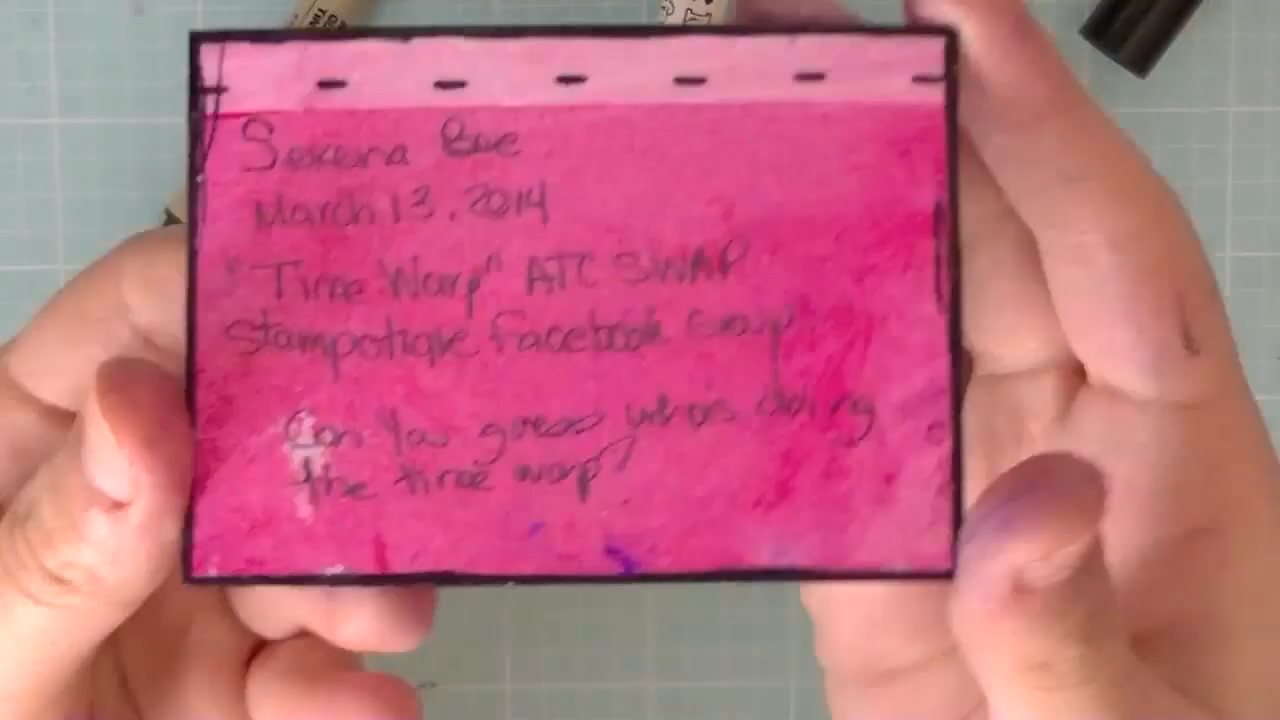 Bae
March 13, 2014
"Time Warp" ATC SWAP
Stampotique Facebook Group
Can You guess who's doing
the time warp?